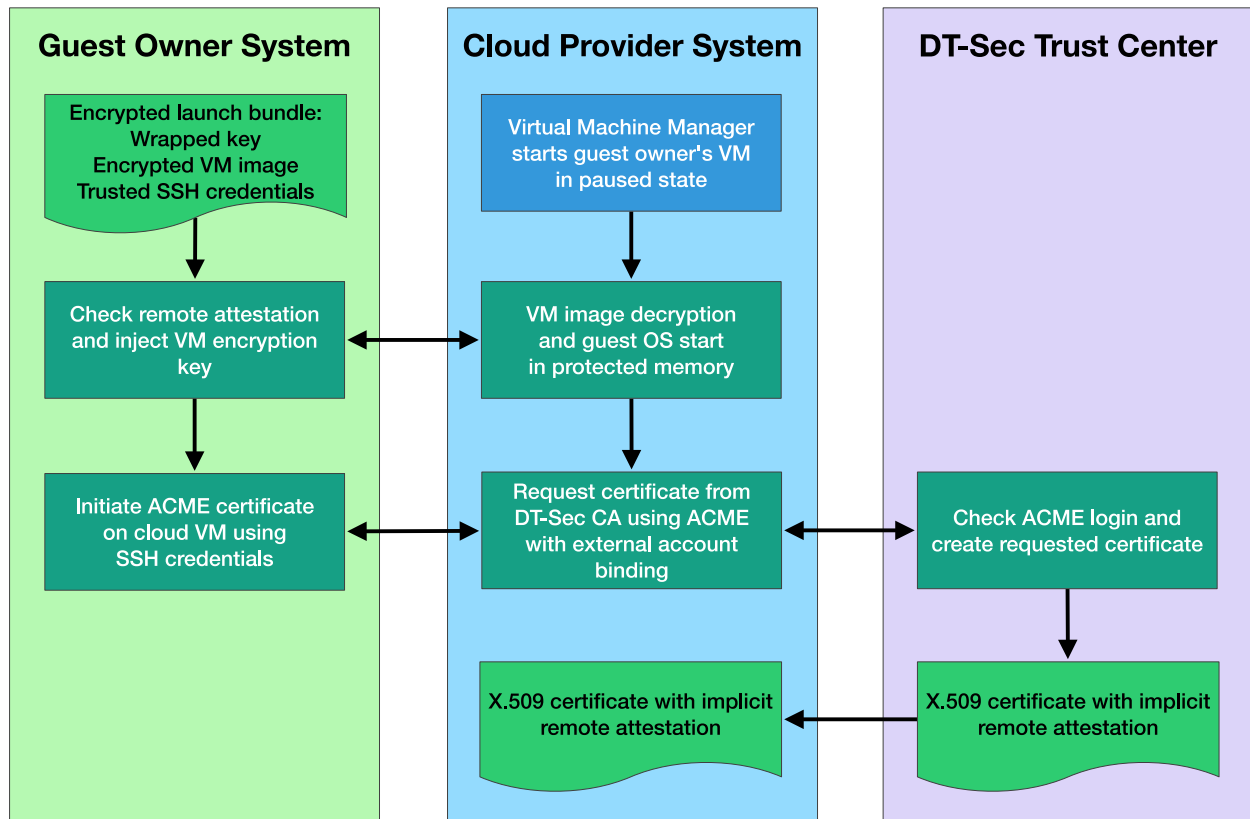 Guest Owner System
Encrypted launch bundle:
Wrapped key
Encrypted VM image
Trusted SSH credentials
Check remote attestation
and inject VM encryption
key
Initiate ACME certificate
on cloud VM using
SSH credentials
Cloud Provider System
Virtual Machine Manager
starts guest owner's VM
in paused state
VM image decryption
and guest OS start
in protected memory
Request certificate from
DT-Sec CA using ACME
with external account
binding
X.509 certificate with implicit
remote attestation
DT-Sec Trust Center
Check ACME login and
create requested certificate
X.509 certificate with implicit
remote attestation